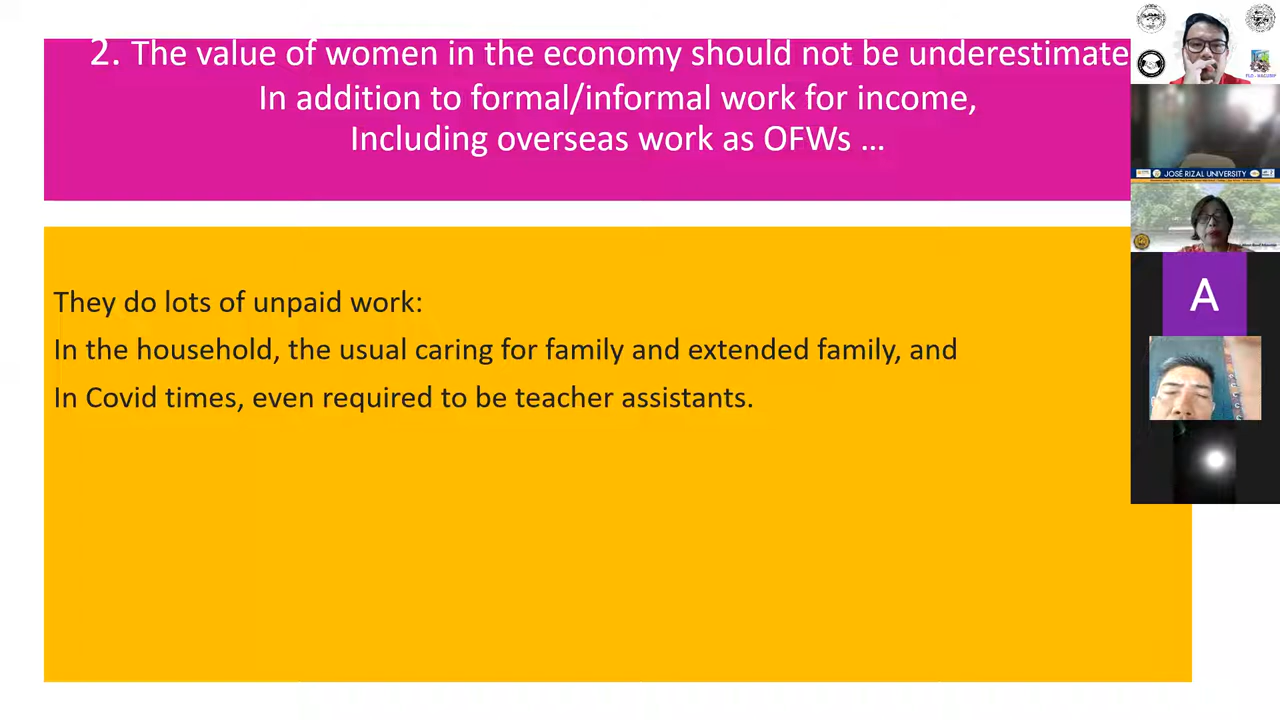 2. The value of women in the economy should not be underestimate
In addition to formal/informal work for income,
Including overseas work as OFWs …
They do lots of unpaid work:
In the household, the usual caring for family and extended family, and
In Covid times, even required to be teacher assistants.
JOSÉ RIZAL UNIVERSITY
A